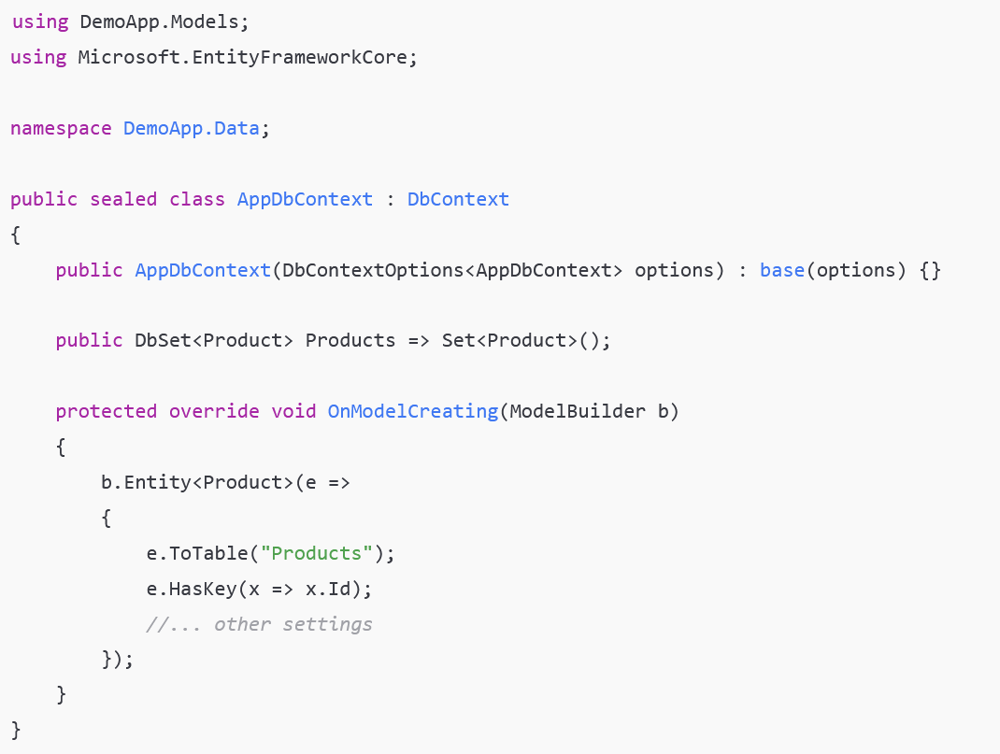 using DemoApp.Models;
using Microsoft.EntityFrameworkCore;

namespace DemoApp.Data;

public sealed class AppDbContext : DbContext
{
    public AppDbContext(DbContextOptions<AppDbContext> options) : base(options) {}

    public DbSet<Product> Products => Set<Product>();

    protected override void OnModelCreating(ModelBuilder b)
    {
        b.Entity<Product>(e =>
        {
            e.ToTable("Products");
            e.HasKey(x => x.Id);
            //... other settings
        });
    }
}